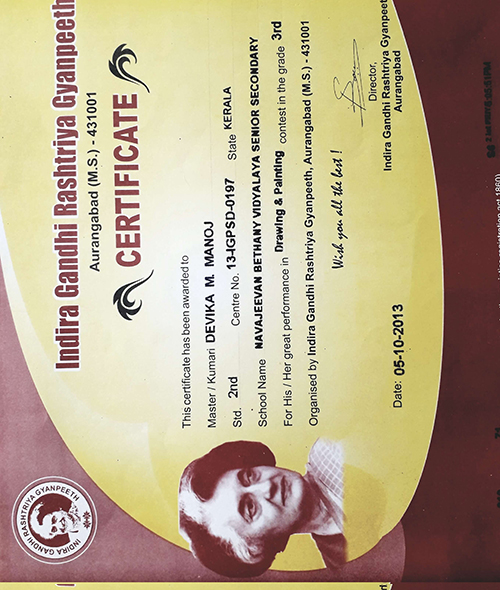 Indira Gandhi Rashtriya Gyanpeeth
Aurangabad (M.S.) - 431001
CERTIFICATE
This certificate has been awarded to
Master / Kumari DEVIKA M. MANOJ
Std. 2nd Centre No. 13-IGPSD-0197 State KERALA
School Name NAVAJEEVAN BETHANY VIDYALAYA SENIOR SECONDARY
For His / Her great performance in Drawing & Painting contest in the grade 3rd
Organised by Indira Gandhi Rashtriya Gyanpeeth, Aurangabad (M.S.) - 431001
Wish you all the best !
Date: 05-10-2013
Director,
Indira Gandhi Rashtriya Gyanpeet
Aurangabad
INDIRA GANDHI RASHTRIYA GYANPEETH
act 1860)